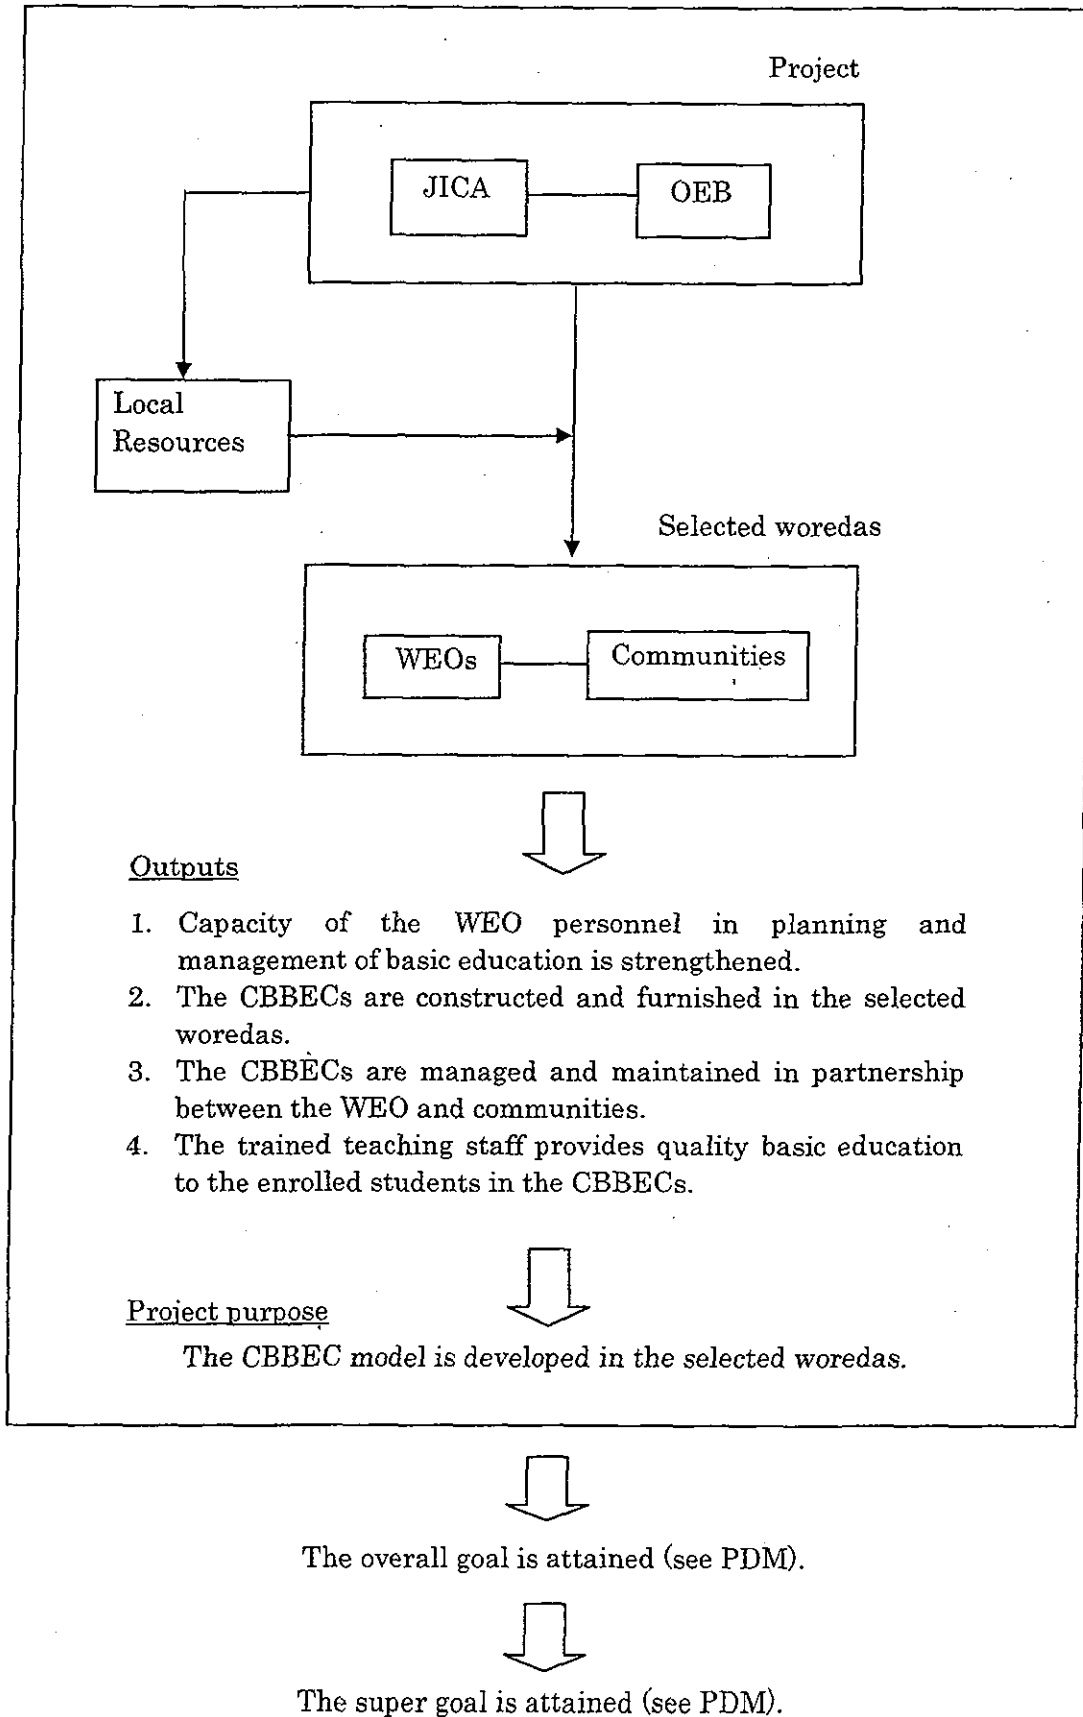 Project
JICA
OEB
Local
Resources
Selected woredas
WEOs
Communities
Outputs
1. Capacity of the WEO personnel in planning and
management of basic education is strengthened.
2. The CBBECs are constructed and furnished in the selected
woredas.
3. The CBBECs are managed and maintained in partnership
between the WEO and communities.
4. The trained teaching staff provides quality basic education
to the enrolled students in the CBBECs.
Project purpose
The CBBEC model is developed in the selected woredas.
The overall goal is attained (see PDM).
The super goal is attained (see PDM).